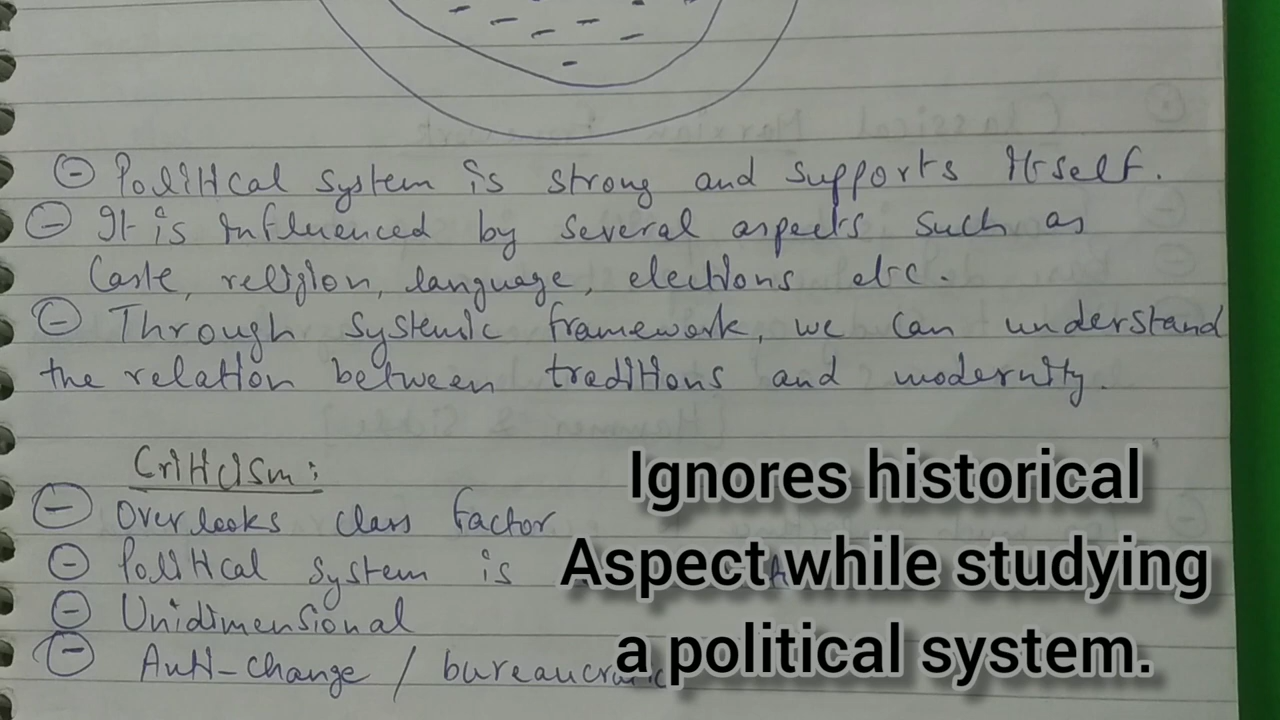 Political system is strong and supports itself.
It is influenced by several aspects such as
Caste, religion, language, elections etc.
Through systemic framework, we can understand
the relation between traditions and modernity.
Criticism:
Overlooks class factor
Political system is
Unidimensional
Anti-change / bureaucratic
Ignores historical
Aspect while studying
a political system.